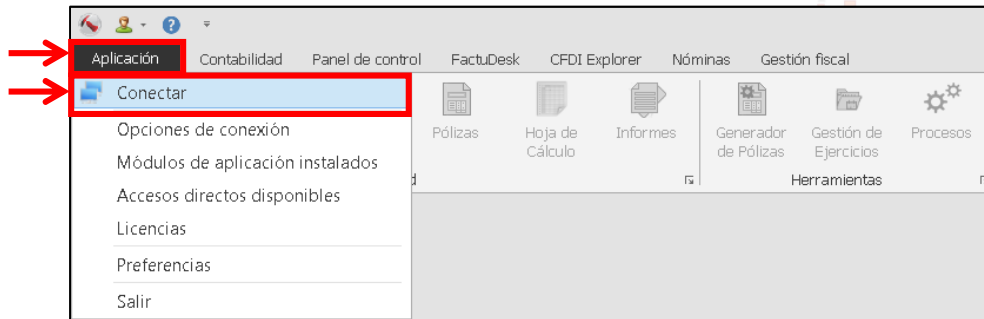 Aplicación Contabilidad Panel de control FactuDesk CFDI Explorer Nóminas Gestión fiscal
Conectar
Opciones de conexión
Módulos de aplicación instalados
Accesos directos disponibles
Licencias
Preferencias
Salir
Pólizas
Hoja de
Cálculo
Informes
Generador
de Pólizas
Gestión de
Ejercicios
Procesos
Herramientas